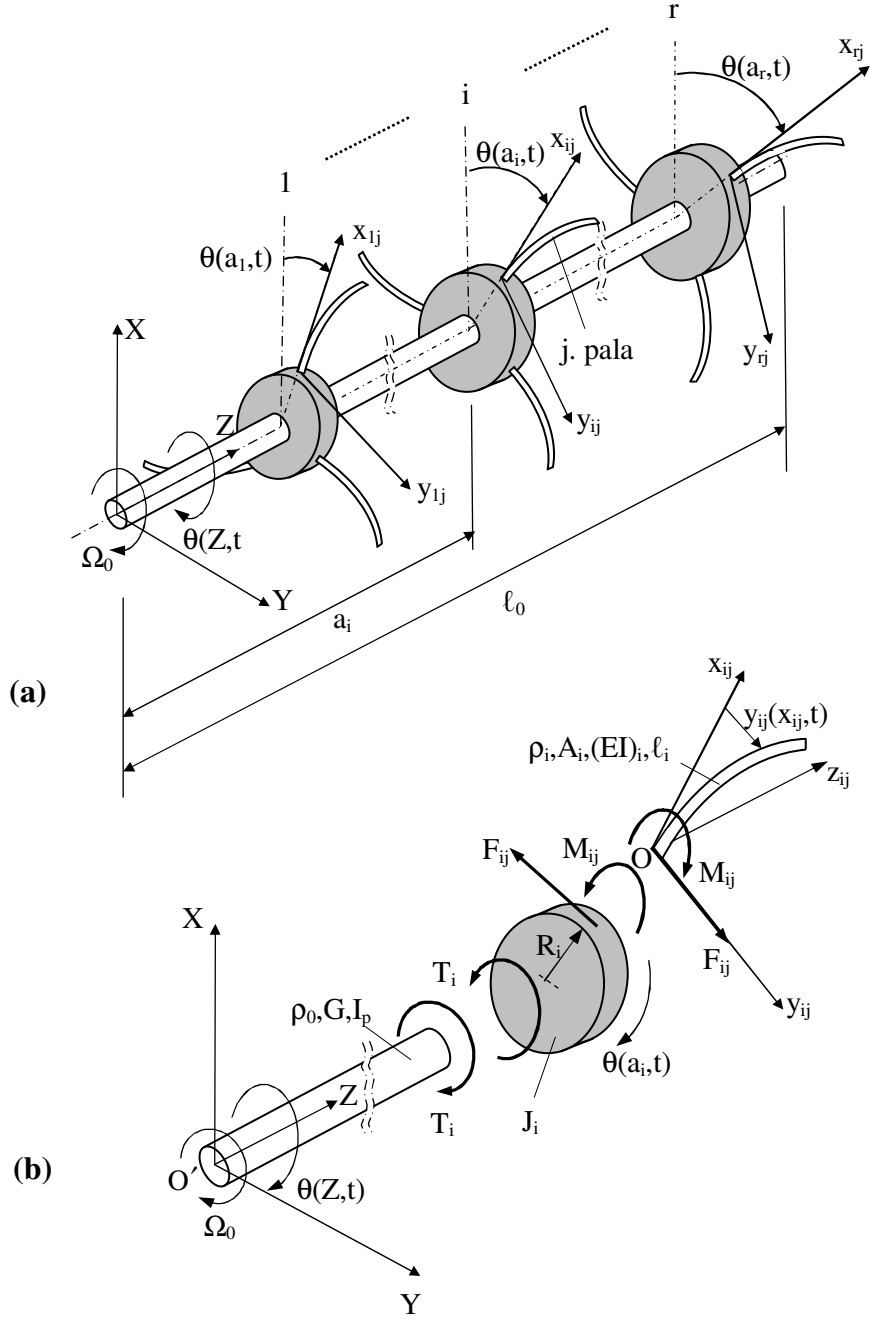 r
x_rj
θ(a_r,t)
i
x_ij
θ(a_i,t)
1
x_1j
θ(a_1,t)
X
j. pala
y_rj
y_ij
Z
y_1j
θ(Z,t
Ω_0
Y
ℓ_0
a_i
(a)
x_ij
y_ij(x_ij,t)
ρ_i,A_i,(EI)_i,ℓ_i
z_ij
F_ij
M_ij
O
M_ij
X
R_i
F_ij
T_i
y_ij
ρ_0,G,I_p
θ(a_i,t)
Z
T_i
J_i
(b)
O′
θ(Z,t)
Ω_0
Y